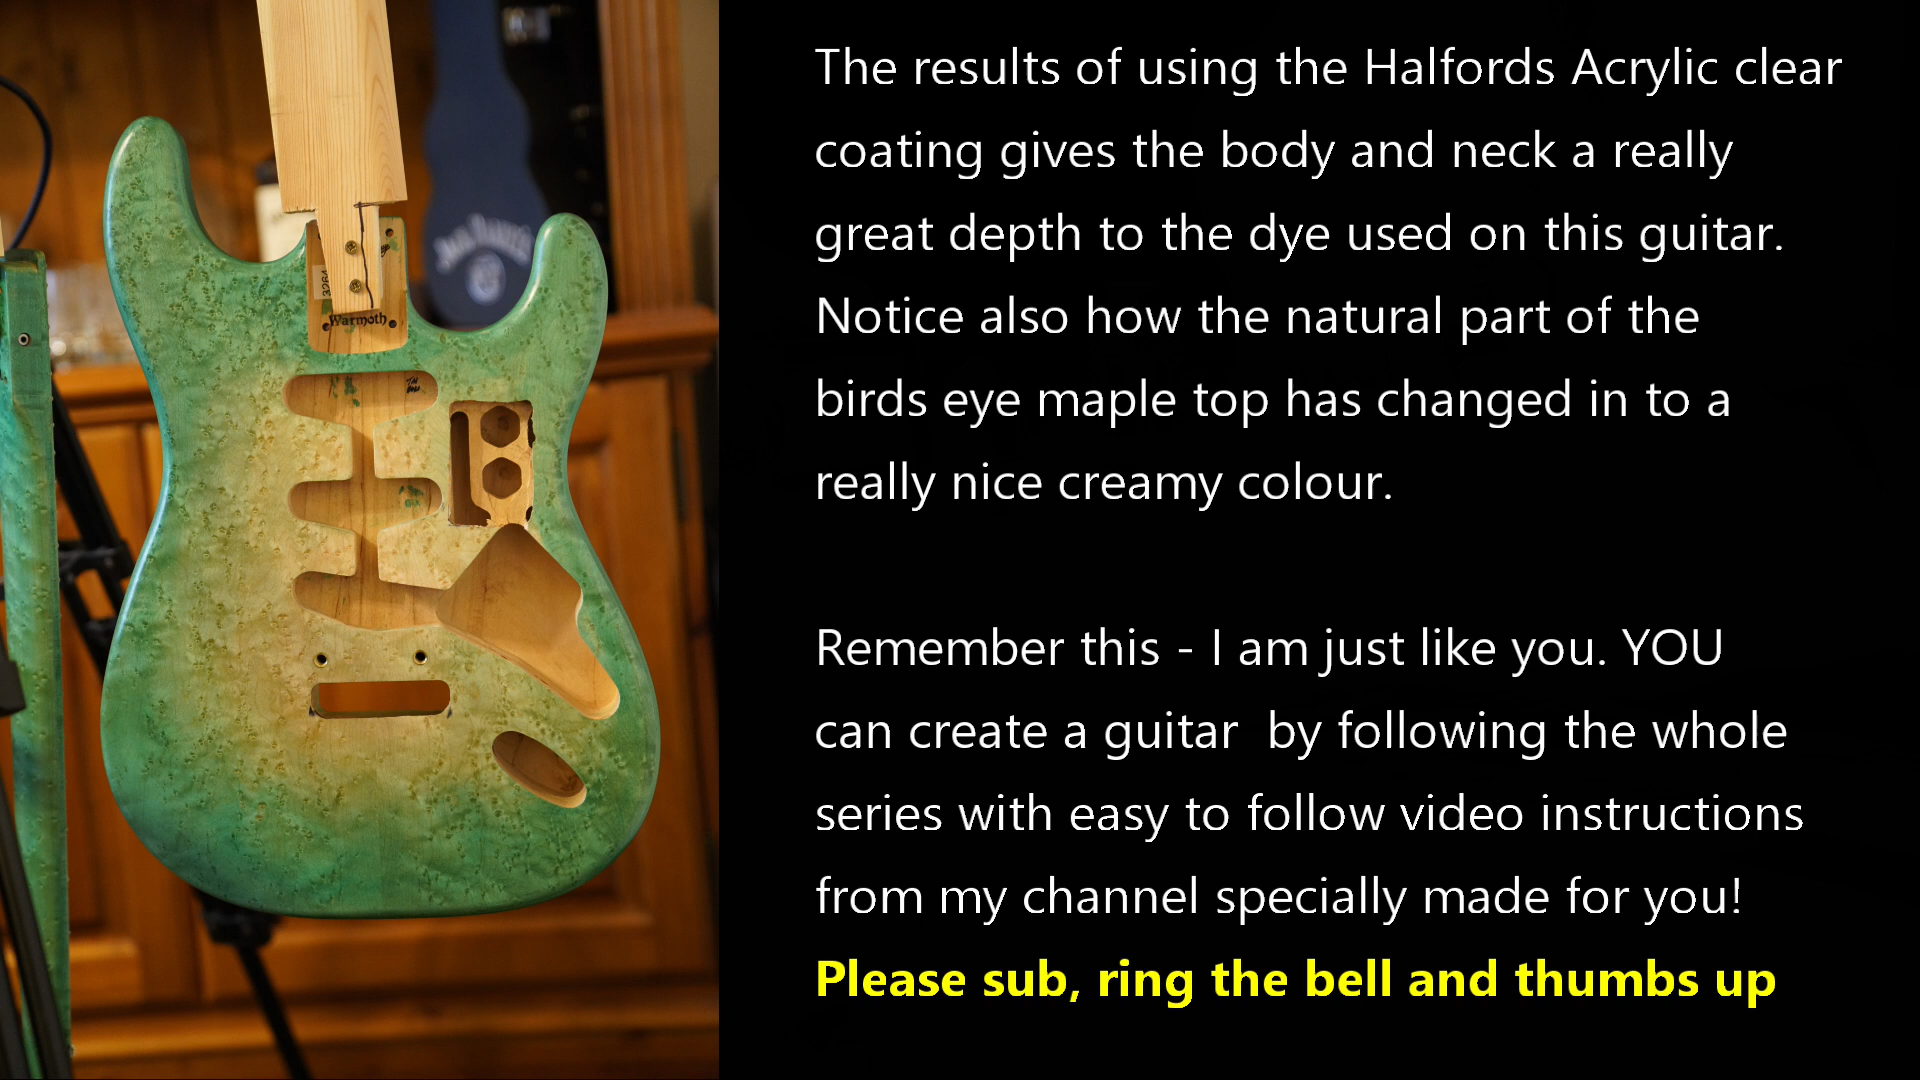 The results of using the Halfords Acrylic clear
coating gives the body and neck a really
great depth to the dye used on this guitar.
Notice also how the natural part of the
birds eye maple top has changed in to a
really nice creamy colour.
Remember this - I am just like you. YOU
can create a guitar  by following the whole
series with easy to follow video instructions
from my channel specially made for you!
Please sub, ring the bell and thumbs up
3264
Warmoth